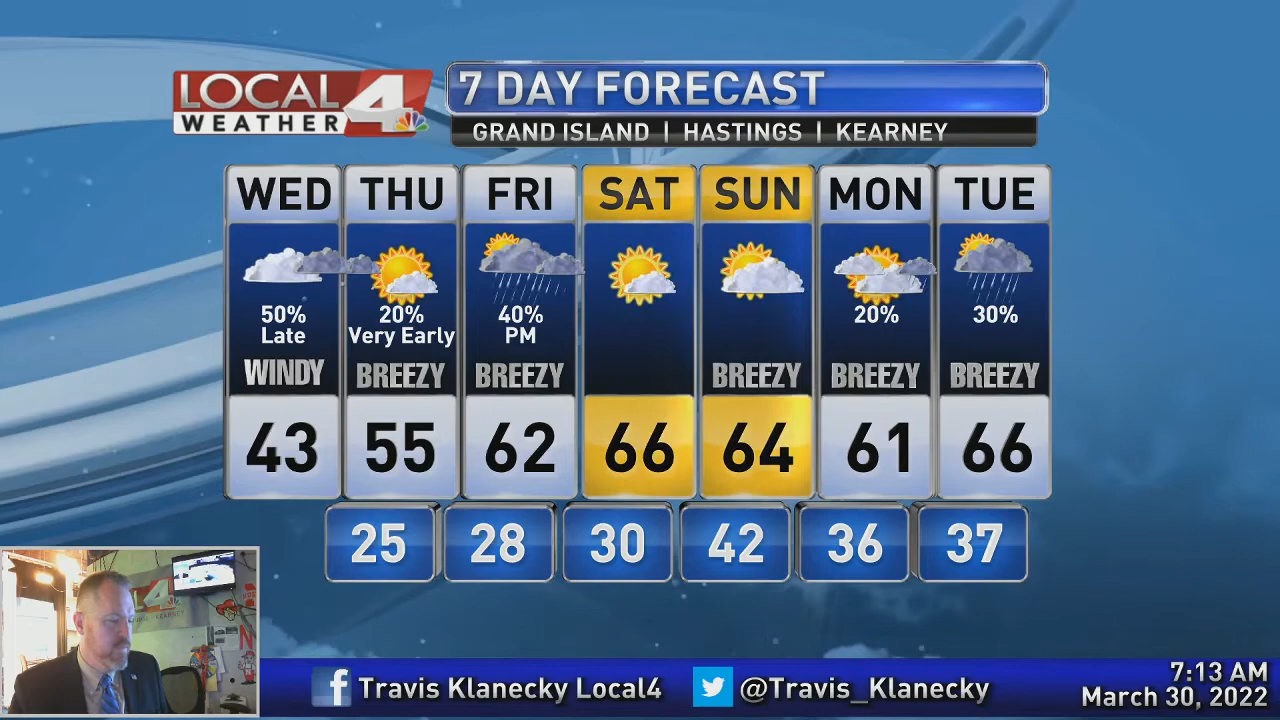 LOCAL 4
WEATHER
7 DAY FORECAST
GRAND ISLAND | HASTINGS | KEARNEY
WED THU FRI SAT SUN MON TUE
50% 20% 40% 20% 30%
Late Very Early PM
WINDY BREEZY BREEZY BREEZY BREEZY BREEZY
43 55 62 66 64 61 66
25 28 30 42 36 37
4
KEARNEY
N
f Travis Klanecky Local4 @Travis_Klanecky
7:13 AM
March 30, 2022